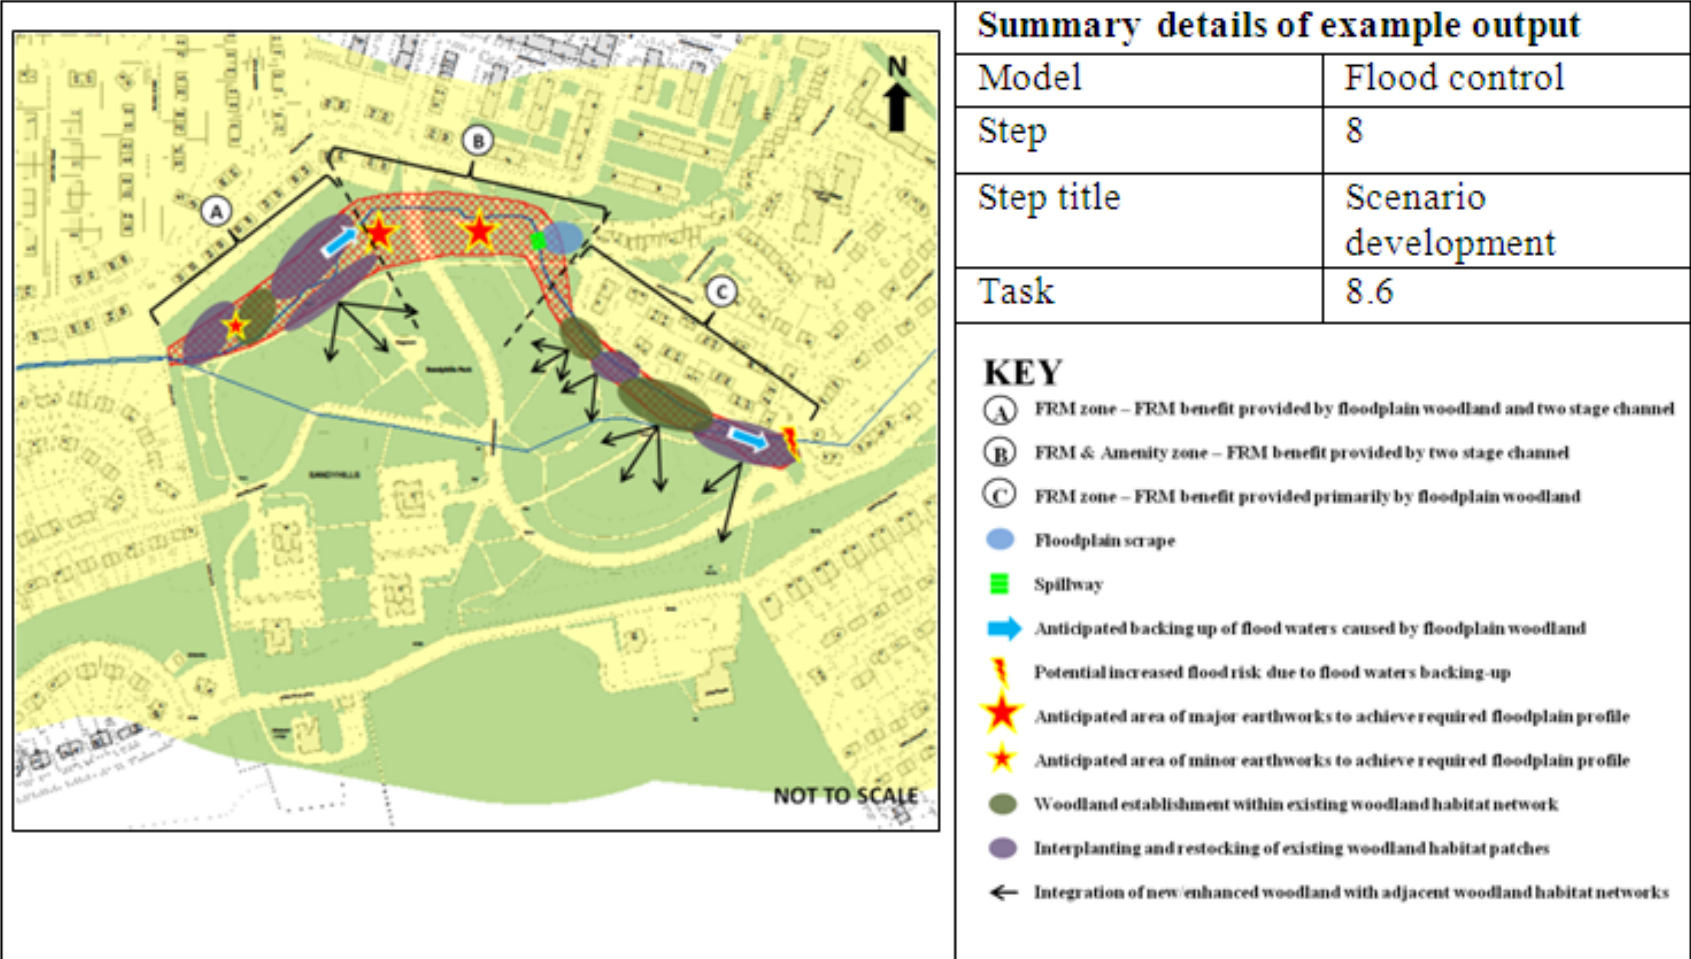 N
B
A
C
Sandyhills Park
SANDYHILLS
NOT TO SCALE
Summary details of example output
Model
Flood control
Step
8
Step title
Scenario
development
Task
8.6
KEY
A
FRM zone – FRM benefit provided by floodplain woodland and two stage channel
B
FRM & Amenity zone – FRM benefit provided by two stage channel
C
FRM zone – FRM benefit provided primarily by floodplain woodland
Floodplain scrape
Spillway
Anticipated backing up of flood waters caused by floodplain woodland
Potential increased flood risk due to flood waters backing-up
Anticipated area of major earthworks to achieve required floodplain profile
Anticipated area of minor earthworks to achieve required floodplain profile
Woodland establishment within existing woodland habitat network
Interplanting and restocking of existing woodland habitat patches
Integration of new/enhanced woodland with adjacent woodland habitat networks